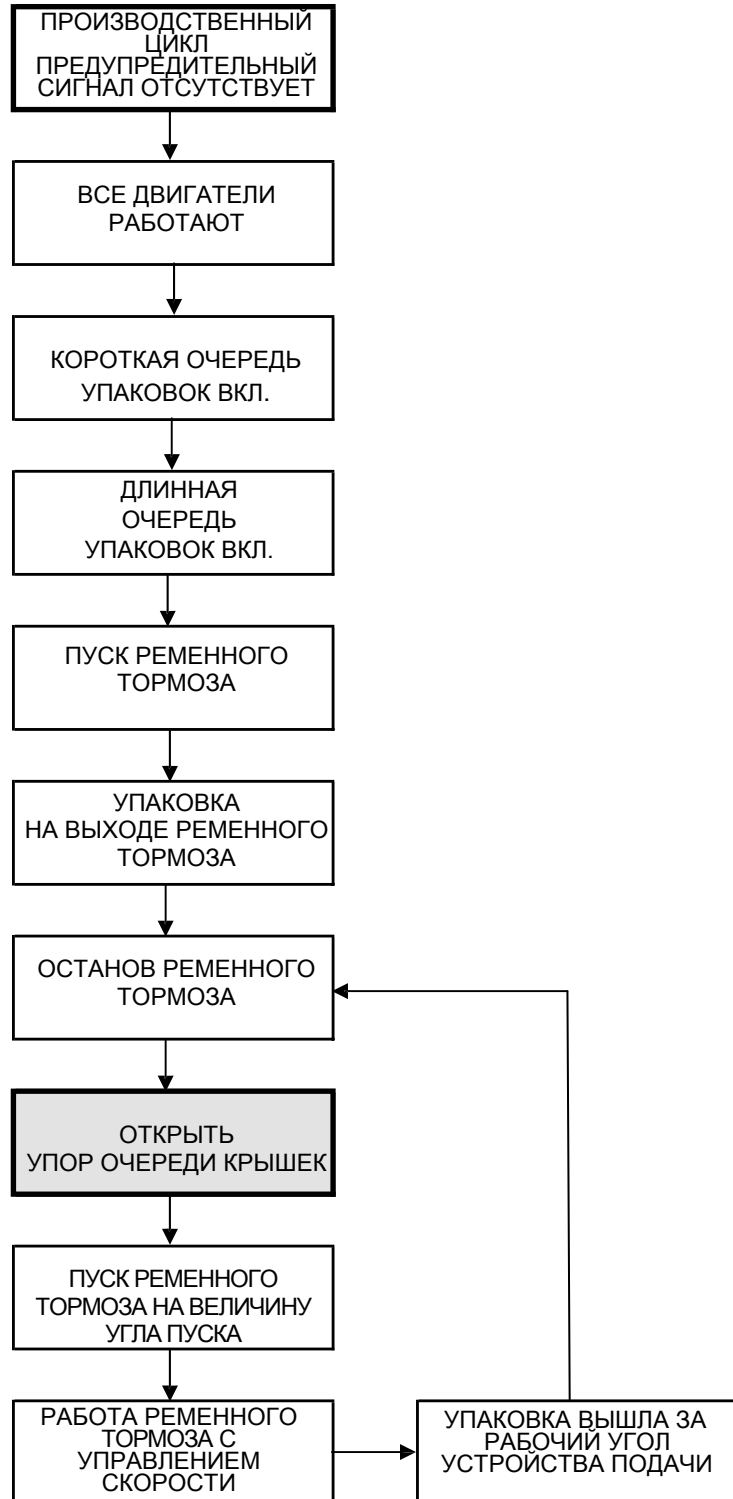 ПРОИЗВОДСТВЕННЫЙ
ЦИКЛ
ПРЕДУПРЕДИТЕЛЬНЫЙ
СИГНАЛ ОТСУТСТВУЕТ
ВСЕ ДВИГАТЕЛИ
РАБОТАЮТ
КОРОТКАЯ ОЧЕРЕДЬ
УПАКОВОК ВКЛ.
ДЛИННАЯ
ОЧЕРЕДЬ
УПАКОВОК ВКЛ.
ПУСК РЕМЕННОГО
ТОРМОЗА
УПАКОВКА
НА ВЫХОДЕ РЕМЕННОГО
ТОРМОЗА
ОСТАНОВ РЕМЕННОГО
ТОРМОЗА
ОТКРЫТЬ
УПОР ОЧЕРЕДИ КРЫШЕК
ПУСК РЕМЕННОГО
ТОРМОЗА НА ВЕЛИЧИНУ
УГЛА ПУСКА
РАБОТА РЕМЕННОГО
ТОРМОЗА С
УПРАВЛЕНИЕМ
СКОРОСТИ
УПАКОВКА ВЫШЛА ЗА
РАБОЧИЙ УГОЛ
УСТРОЙСТВА ПОДАЧИ